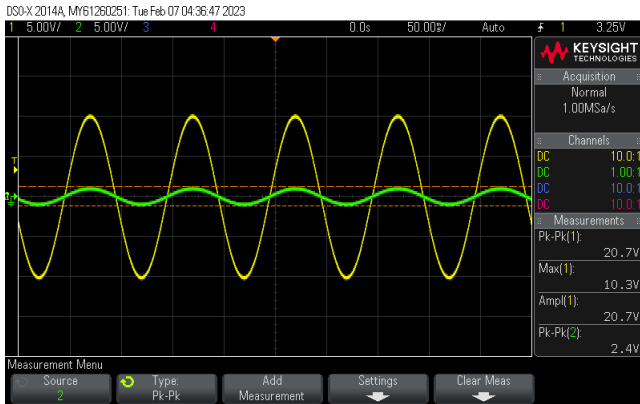 DSO-X 2014A, MY61260251: Tue Feb 07 04:36:47 2023
1 5.00V/ 2 5.00V/ 3 4 0.0s 50.00%/ Auto 1 3.25V
KEYSIGHT
TECHNOLOGIES
Acquisition
Normal
1.00MSa/s
Channels
DC 10.0:1
DC 1.00:1
DC 10.0:1
DC 10.0:1
Measurements
Pk-Pk(1):
20.7V
Max(1):
10.3V
Ampl(1):
20.7V
Pk-Pk(2):
2.4V
T
Measurement Menu
Source
2
Type:
Pk-Pk
Add
Measurement
Settings
Clear Meas